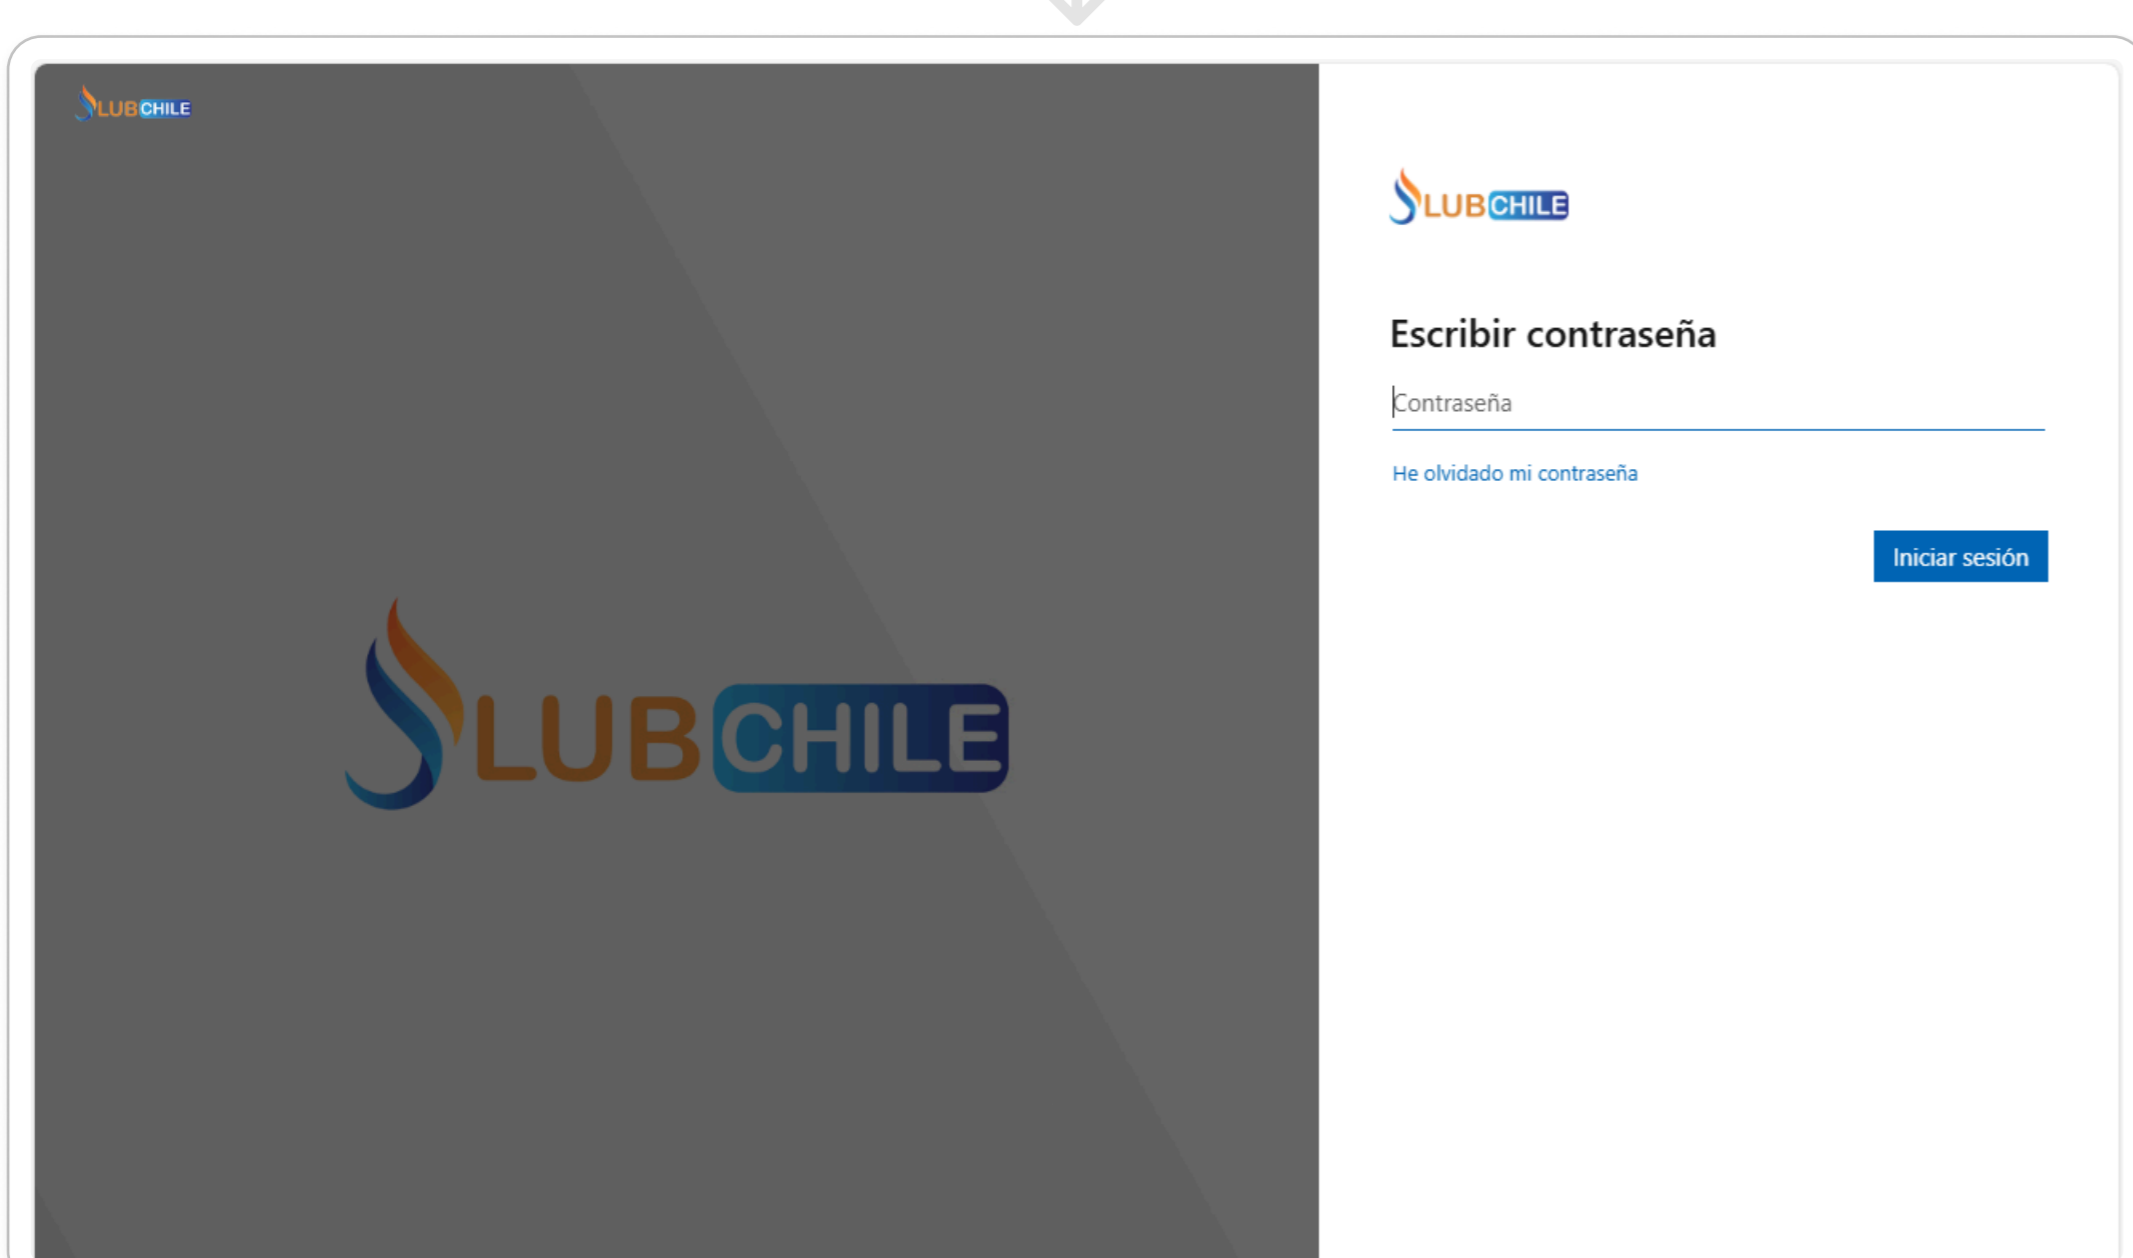 LUBCHILE
LUBCHILE
Escribir contraseña
Contraseña
He olvidado mi contraseña
Iniciar sesión
LUBCHILE